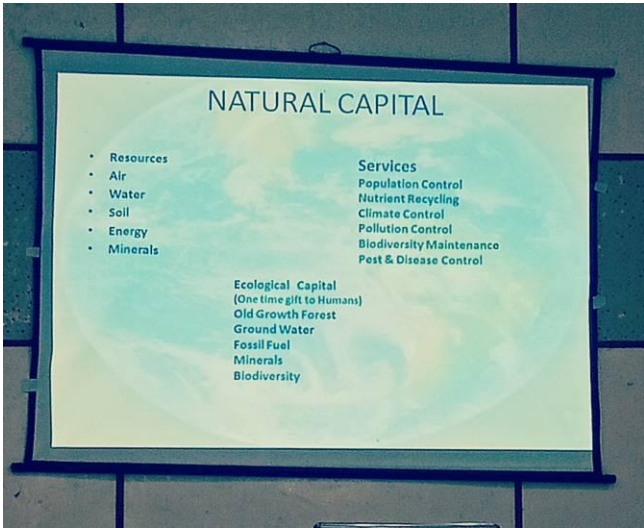 NATURAL CAPITAL
• Resources
• Air
• Water
• Soil
• Energy
• Minerals
Services
Population Control
Nutrient Recycling
Climate Control
Pollution Control
Biodiversity Maintenance
Pest & Disease Control
Ecological Capital
(One time gift to Humans)
Old Growth Forest
Ground Water
Fossil Fuel
Minerals
Biodiversity